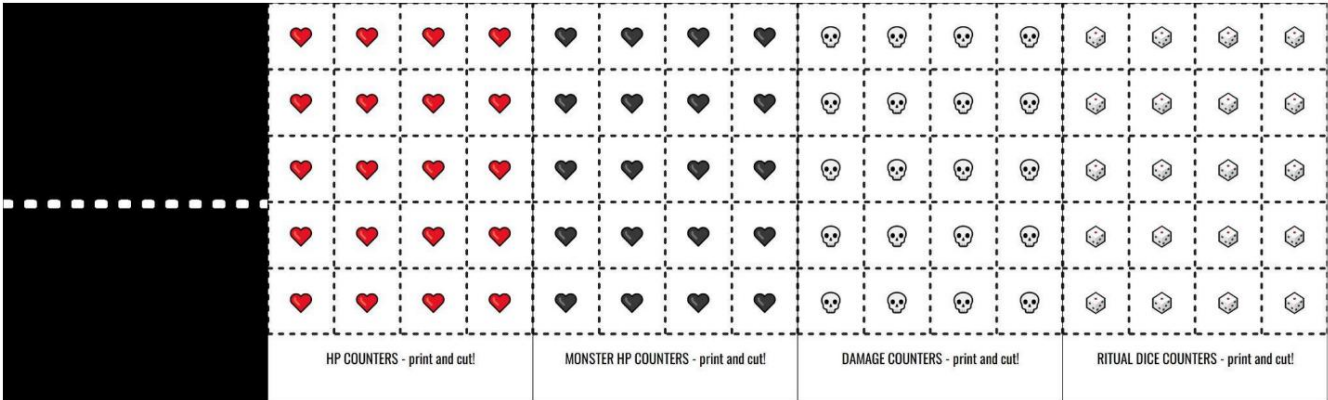 HP COUNTERS - print and cut!
MONSTER HP COUNTERS - print and cut!
DAMAGE COUNTERS - print and cut!
RITUAL DICE COUNTERS - print and cut!